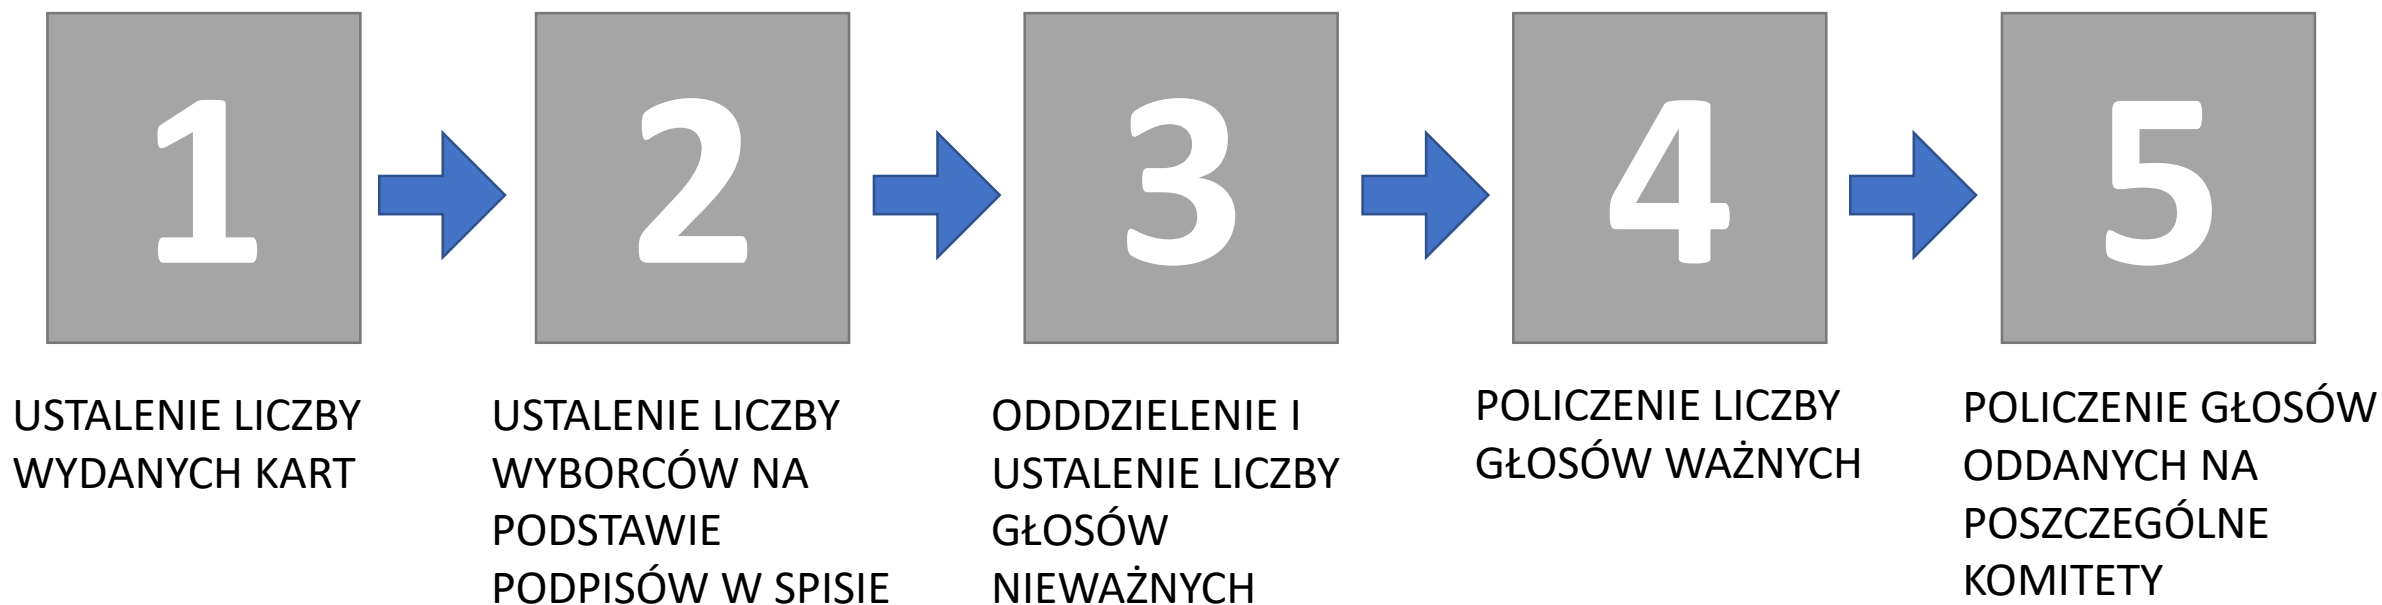 1
USTALENIE LICZBY
WYDANYCH KART
2
USTALENIE LICZBY
WYBORCÓW NA
PODSTAWIE
PODPISÓW W SPISIE
3
ODDDZIELENIE I
USTALENIE LICZBY
GŁOSÓW
NIEWAŻNYCH
4
POLICZENIE LICZBY
GŁOSÓW WAŻNYCH
5
POLICZENIE GŁOSÓW
ODDANYCH NA
POSZCZEGÓLNE
KOMITETY